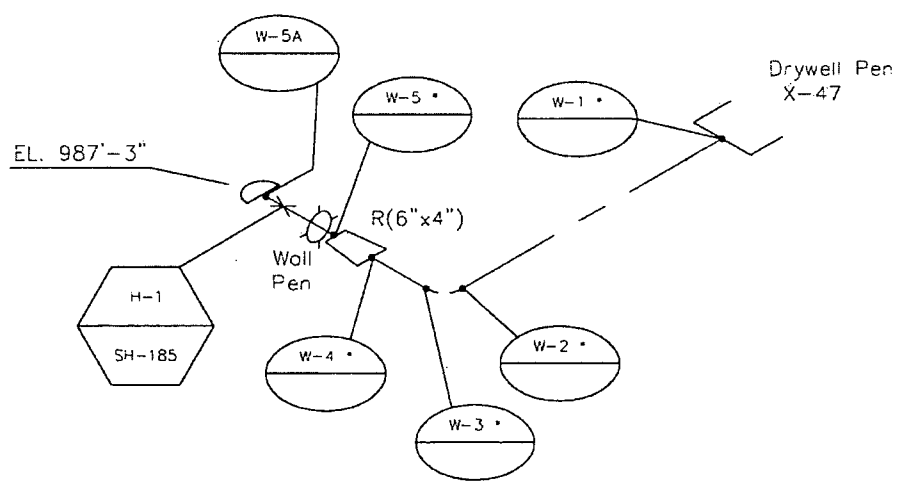 W-5A
W-5 *
W-1 *
Drywell Pen
X-47
EL. 987'-3"
R(6"x4")
Wall
Pen
H-1
SH-185
W-4 *
W-2 *
W-3 *